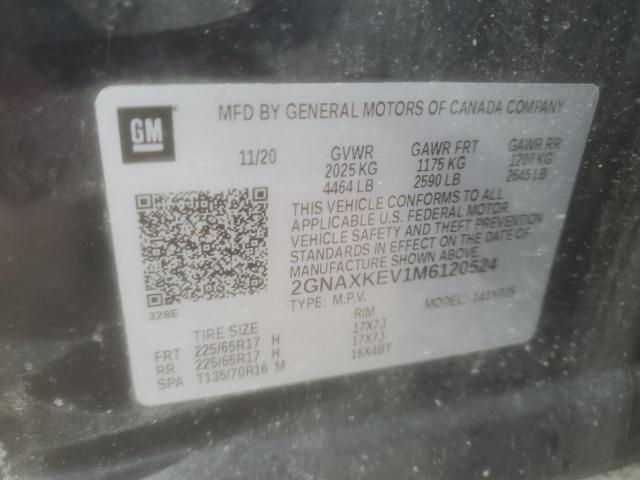 GM
MFD BY GENERAL MOTORS OF CANADA COMPANY
11/20 GVWR GAWR FRT GAWR RR
2025 KG 1175 KG 1200 KG
4464 LB 2590 LB 2645 LB
THIS VEHICLE CONFORMS TO ALL
APPLICABLE U.S. FEDERAL MOTOR
VEHICLE SAFETY AND THEFT PREVENTION
STANDARDS IN EFFECT ON THE DATE OF
MANUFACTURE SHOWN ABOVE.
2GNAXKEV1M6120524
TYPE: M.P.V. MODEL:
328E
TIRE SIZE RIM
FRT 225/65R17 H 17X7J
RR 225/65R17 H 17X7J
SPA T135/70R16 M 16X4BT